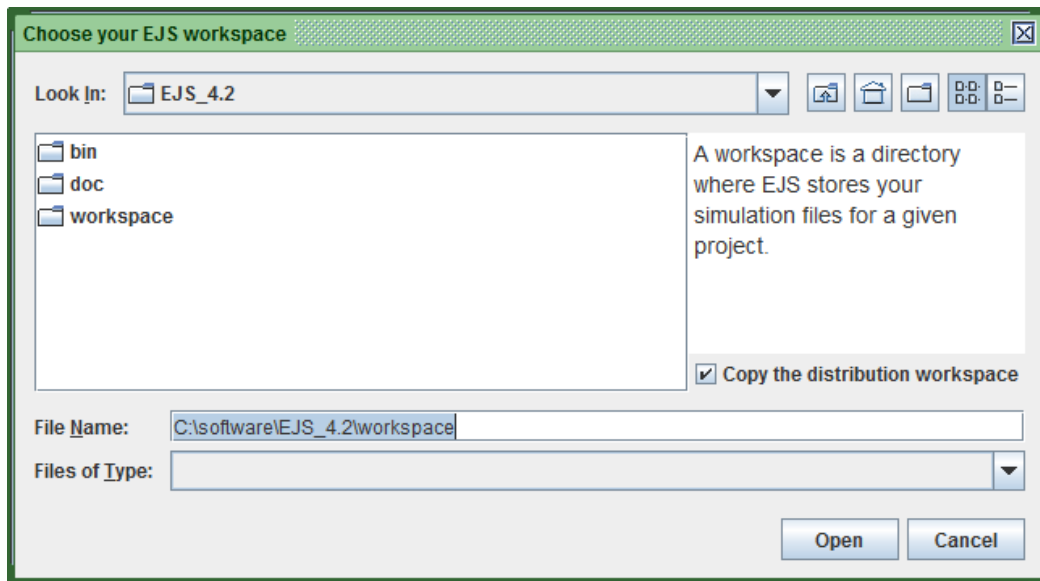 Choose your EJS workspace
Look In: EJS_4.2
bin
doc
workspace
A workspace is a directory
where EJS stores your
simulation files for a given
project.
Copy the distribution workspace
File Name: C:\software\EJS_4.2\workspace
Files of Type:
Open Cancel